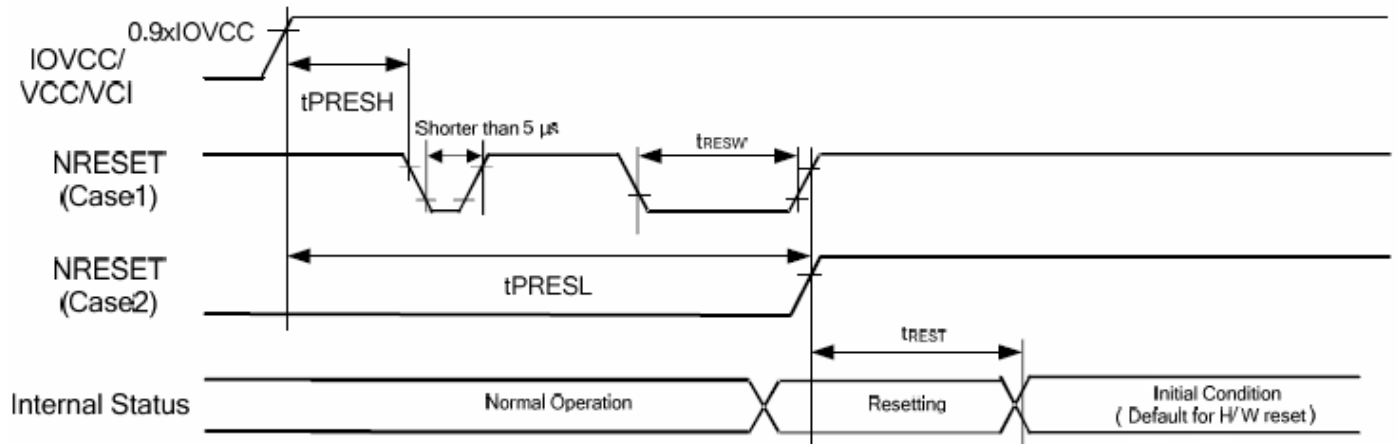 0.9xIOVCC
IOVCC/
VCC/VCI
tPRESH
Shorter than 5 µs
tRESW
NRESET
(Case1)
NRESET
(Case2)
tPRESL
tREST
Internal Status
Normal Operation
Resetting
Initial Condition
( Default for H/W reset )